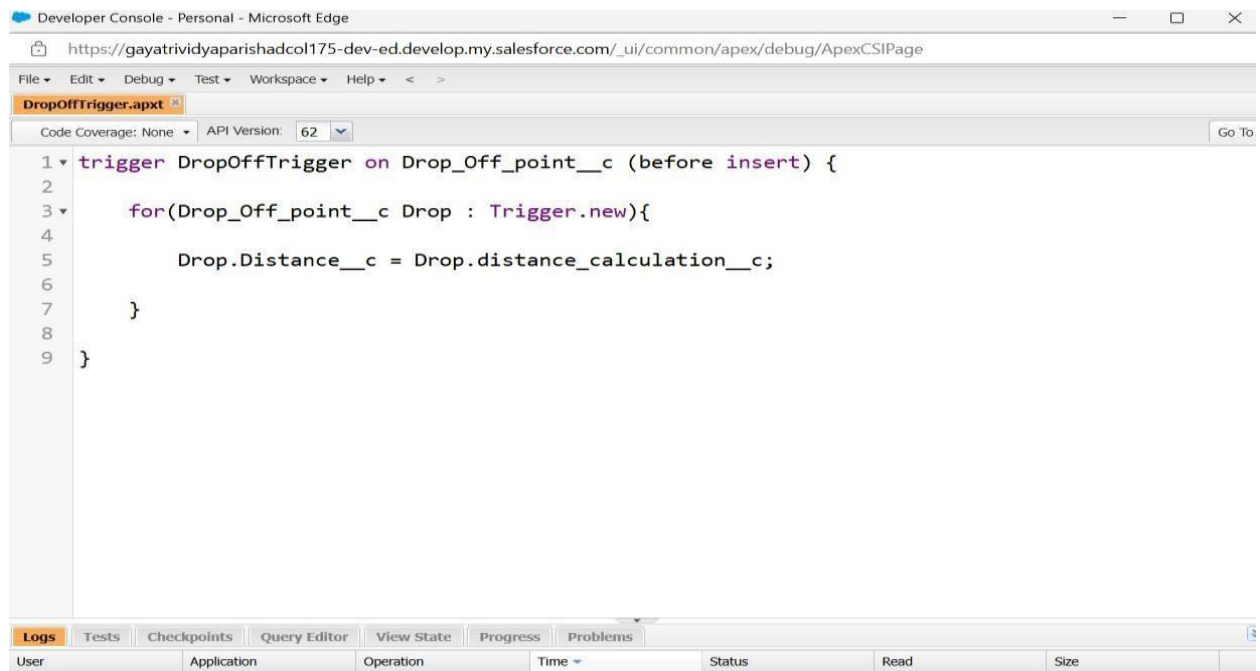 Developer Console - Personal - Microsoft Edge
https://gayatrividyaparishadcol175-dev-ed.develop.my.salesforce.com/_ui/common/apex/debug/ApexCSIPage
File Edit Debug Test Workspace Help < >
DropOffTrigger.apxt
Code Coverage: None API Version: 62 Go To
1 trigger DropOffTrigger on Drop_Off_point__c (before insert) {
2
3 for(Drop_Off_point__c Drop : Trigger.new){
4
5 Drop.Distance__c = Drop.distance_calculation__c;
6
7 }
8
9 }
Logs Tests Checkpoints Query Editor View State Progress Problems
User Application Operation Time Status Read Size